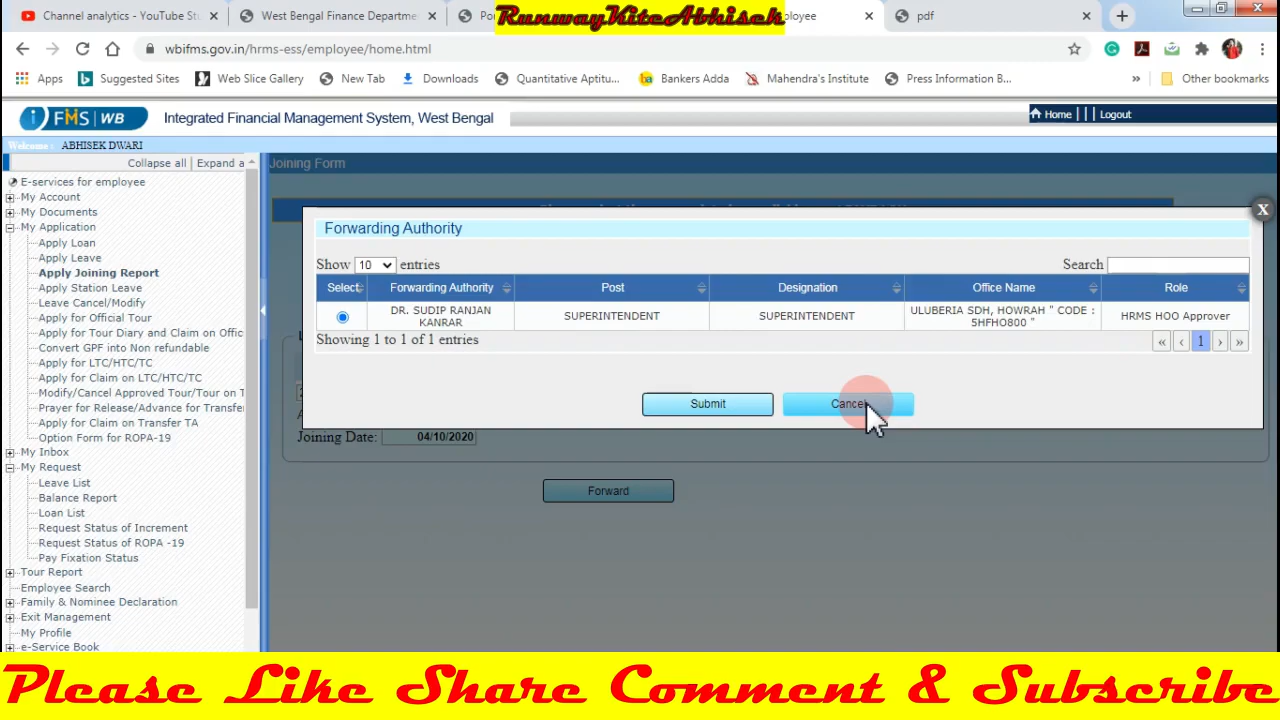 Channel analytics - YouTube Stu
West Bengal Finance Departme
Po
RunwayKiteAbhisek
employee
pdf
wbifms.gov.in/hrms-ess/employee/home.html
Apps
Suggested Sites
Web Slice Gallery
New Tab
Downloads
Quantitative Aptitu...
Bankers Adda
Mahendra's Institute
Press Information B...
»
Other bookmarks
iFMS | WB
Integrated Financial Management System, West Bengal
Home | | | Logout
Welcome : ABHISEK DWARI
Collapse all | Expand a
Joining Form
E-services for employee
My Account
My Documents
My Application
Apply Loan
Apply Leave
Apply Joining Report
Apply Station Leave
Leave Cancel/Modify
Apply for Official Tour
Apply for Tour Diary and Claim on Offic
Convert GPF into Non refundable
Apply for LTC/HTC/TC
Apply for Claim on LTC/HTC/TC
Modify/Cancel Approved Tour/Tour on T
Prayer for Release/Advance for Transfer
Apply for Claim on Transfer TA
Option Form for ROPA-19
My Inbox
My Request
Leave List
Balance Report
Loan List
Request Status of Increment
Request Status of ROPA -19
Pay Fixation Status
Tour Report
Employee Search
Family & Nominee Declaration
Exit Management
My Profile
e-Service Book
X
Forwarding Authority
Show 10 entries
Search
Select Forwarding Authority Post Designation Office Name Role
DR. SUDIP RANJAN KANRAR SUPERINTENDENT SUPERINTENDENT ULUBERIA SDH, HOWRAH " CODE : 5HFHO800 " HRMS HOO Approver
Showing 1 to 1 of 1 entries
« ‹ 1 › »
Submit
Cancel
Joining Date: 04/10/2020
Forward
Please Like Share Comment & Subscribe